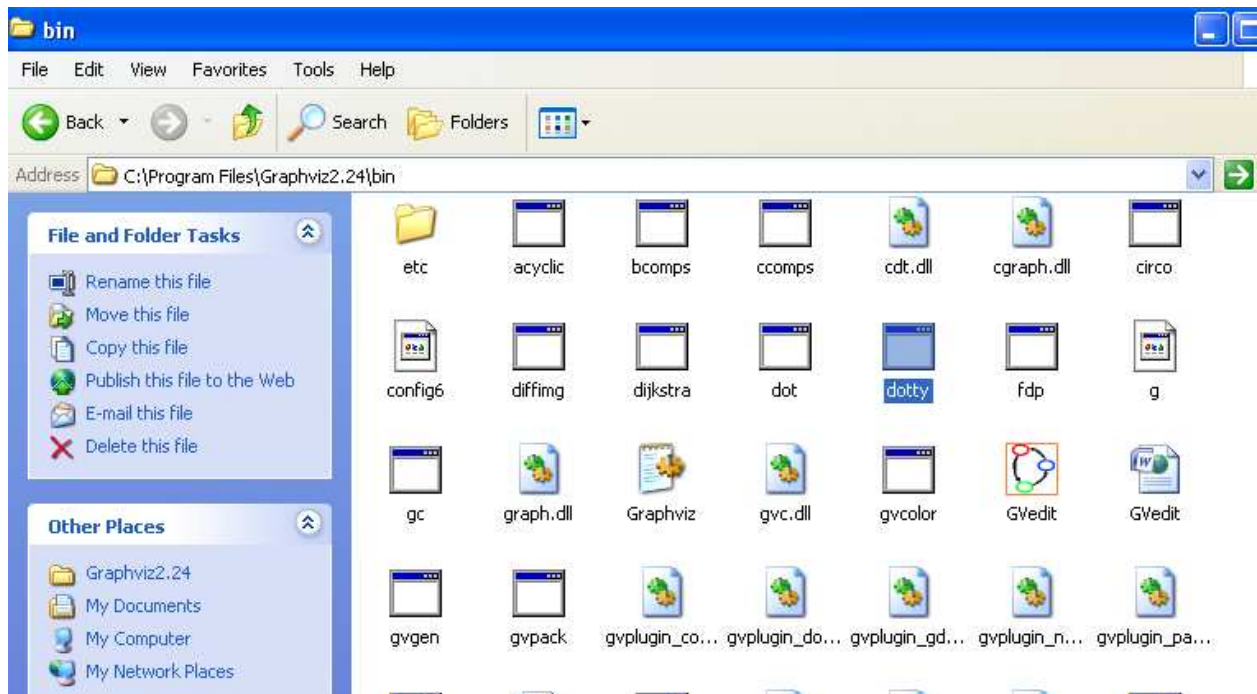 bin
File Edit View Favorites Tools Help
Back Search Folders
Address C:\Program Files\Graphviz2.24\bin
File and Folder Tasks
Rename this file
Move this file
Copy this file
Publish this file to the Web
E-mail this file
Delete this file
Other Places
Graphviz2.24
My Documents
My Computer
My Network Places
etc acyclic bcomps ccomps cdt.dll cgraph.dll circo
config6 diffimg dijkstra dot dotty fdp g
gc graph.dll Graphviz gvc.dll gvcolor GVedit GVedit
gvgen gvpack gvplugin_co... gvplugin_do... gvplugin_gd... gvplugin_n... gvplugin_pa...